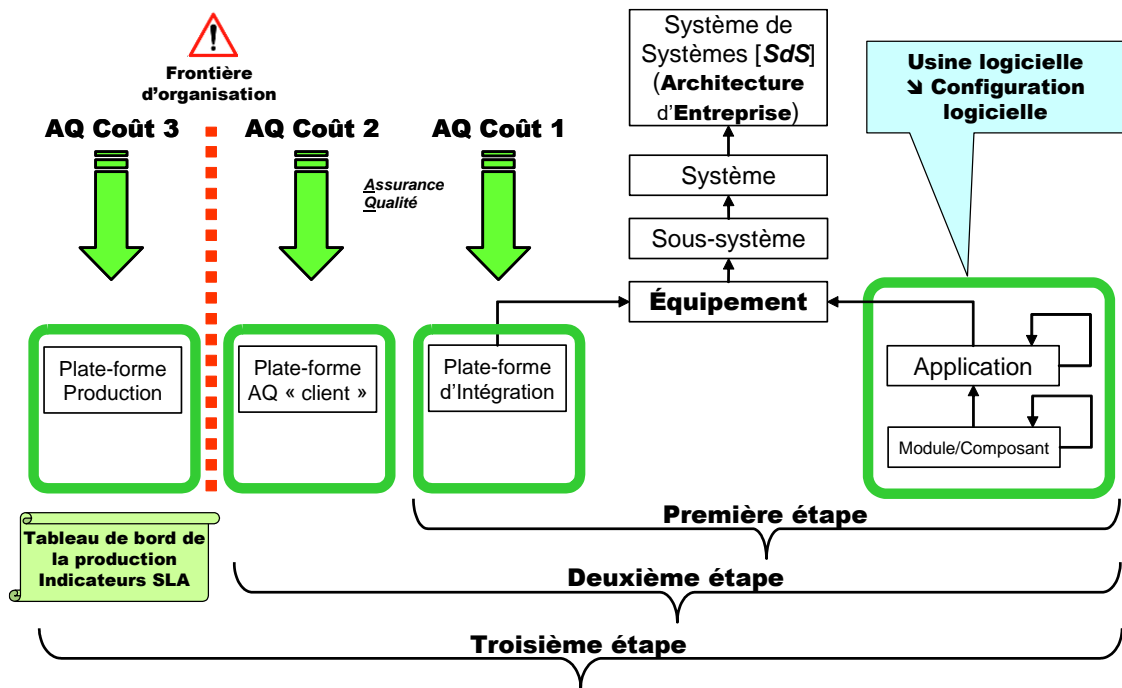 Frontière
d'organisation
AQ Coût 3
AQ Coût 2
AQ Coût 1
Assurance
Qualité
Système de
Systèmes [SdS]
(Architecture
d'Entreprise)
Système
Sous-système
Équipement
Usine logicielle
➘ Configuration
logicielle
Plate-forme
Production
Plate-forme
AQ « client »
Plate-forme
d'Intégration
Application
Module/Composant
Première étape
Tableau de bord de
la production
Indicateurs SLA
Deuxième étape
Troisième étape